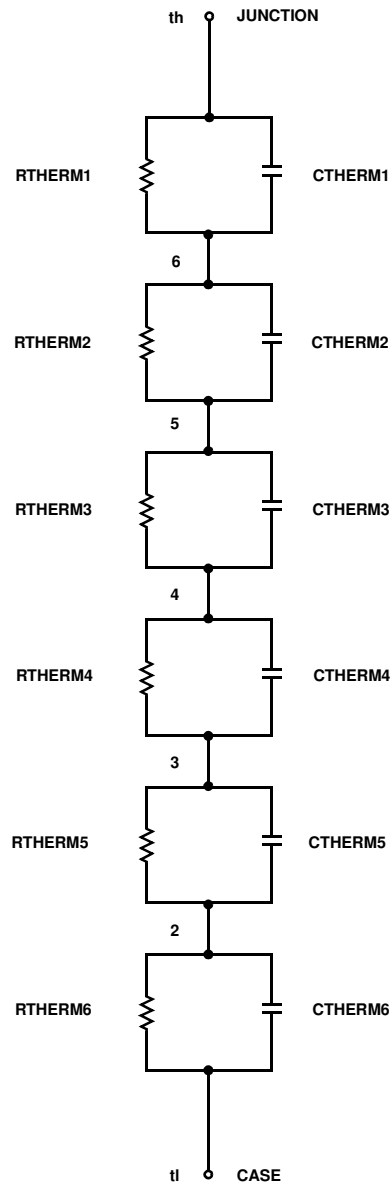 th JUNCTION
RTHERM1 CTHERM1
6
RTHERM2 CTHERM2
5
RTHERM3 CTHERM3
4
RTHERM4 CTHERM4
3
RTHERM5 CTHERM5
2
RTHERM6 CTHERM6
tl CASE